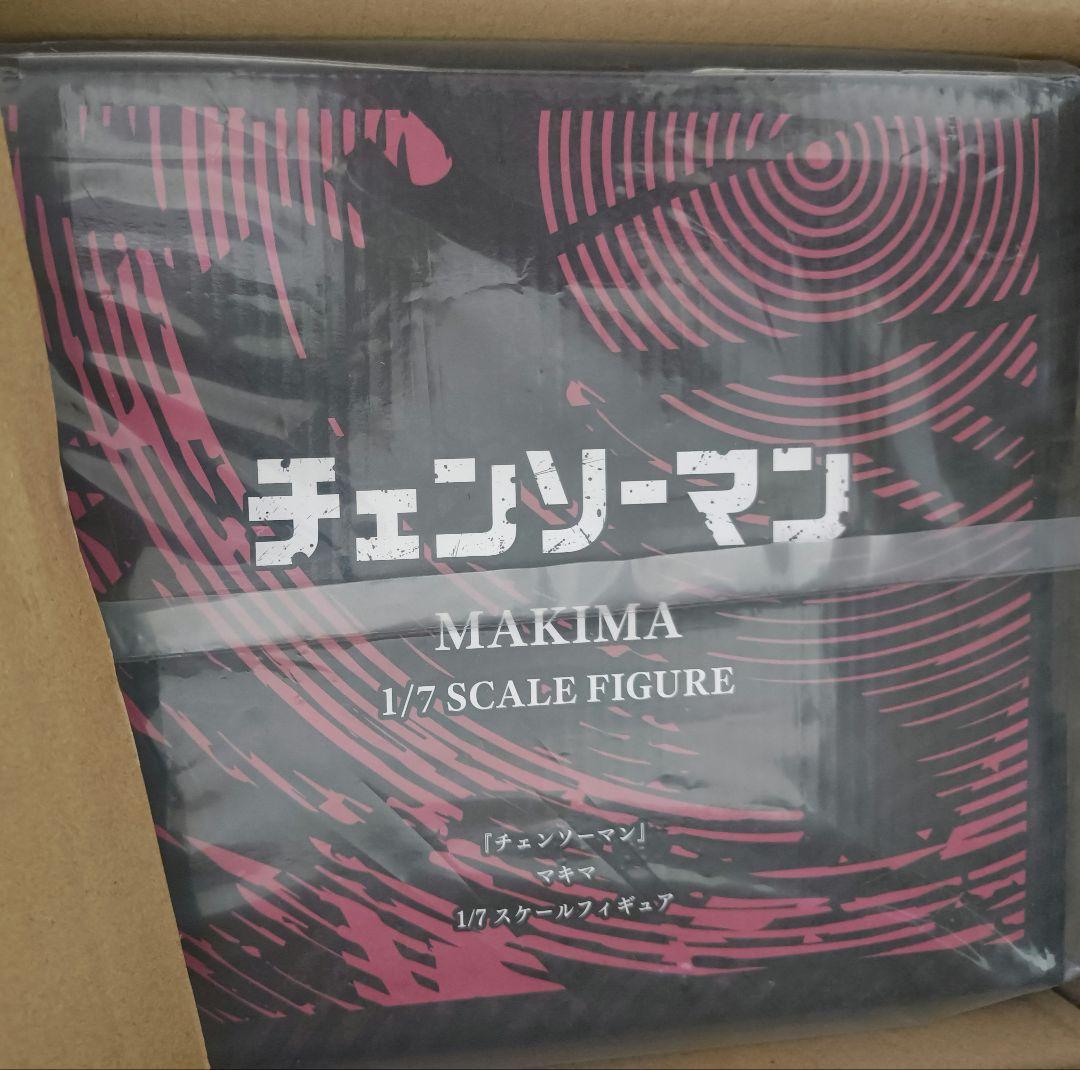 チェンソーマン
MAKIMA
1/7 SCALE FIGURE
『チェンソーマン』
マキマ
1/7 スケールフィギュア